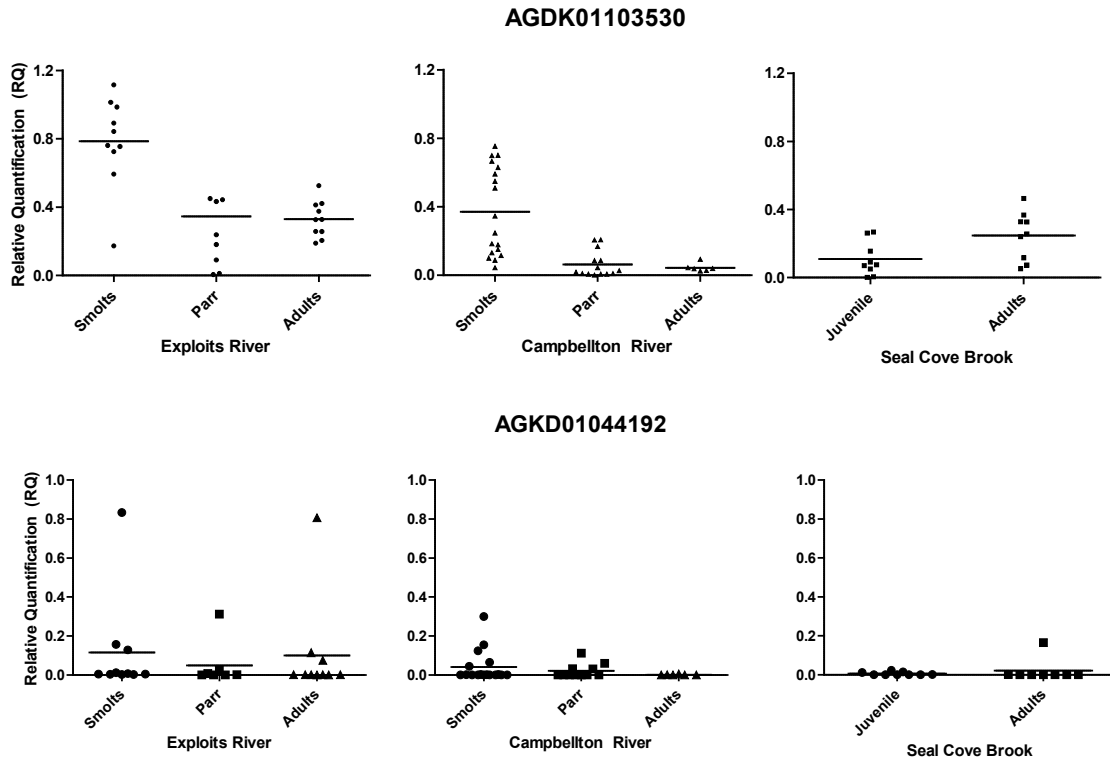 AGDK01103530
Relative Quantification (RQ)
1.2
0.8
0.4
0.0
Smolts
Parr
Adults
Exploits River
1.2
0.8
0.4
0.0
Smolts
Parr
Adults
Campbellton River
1.2
0.8
0.4
0.0
Juvenile
Adults
Seal Cove Brook
AGKD01044192
Relative Quantification (RQ)
1.0
0.8
0.6
0.4
0.2
0.0
Smolts
Parr
Adults
Exploits River
1.0
0.8
0.6
0.4
0.2
0.0
Smolts
Parr
Adults
Campbellton River
1.0
0.8
0.6
0.4
0.2
0.0
Juvenile
Adults
Seal Cove Brook